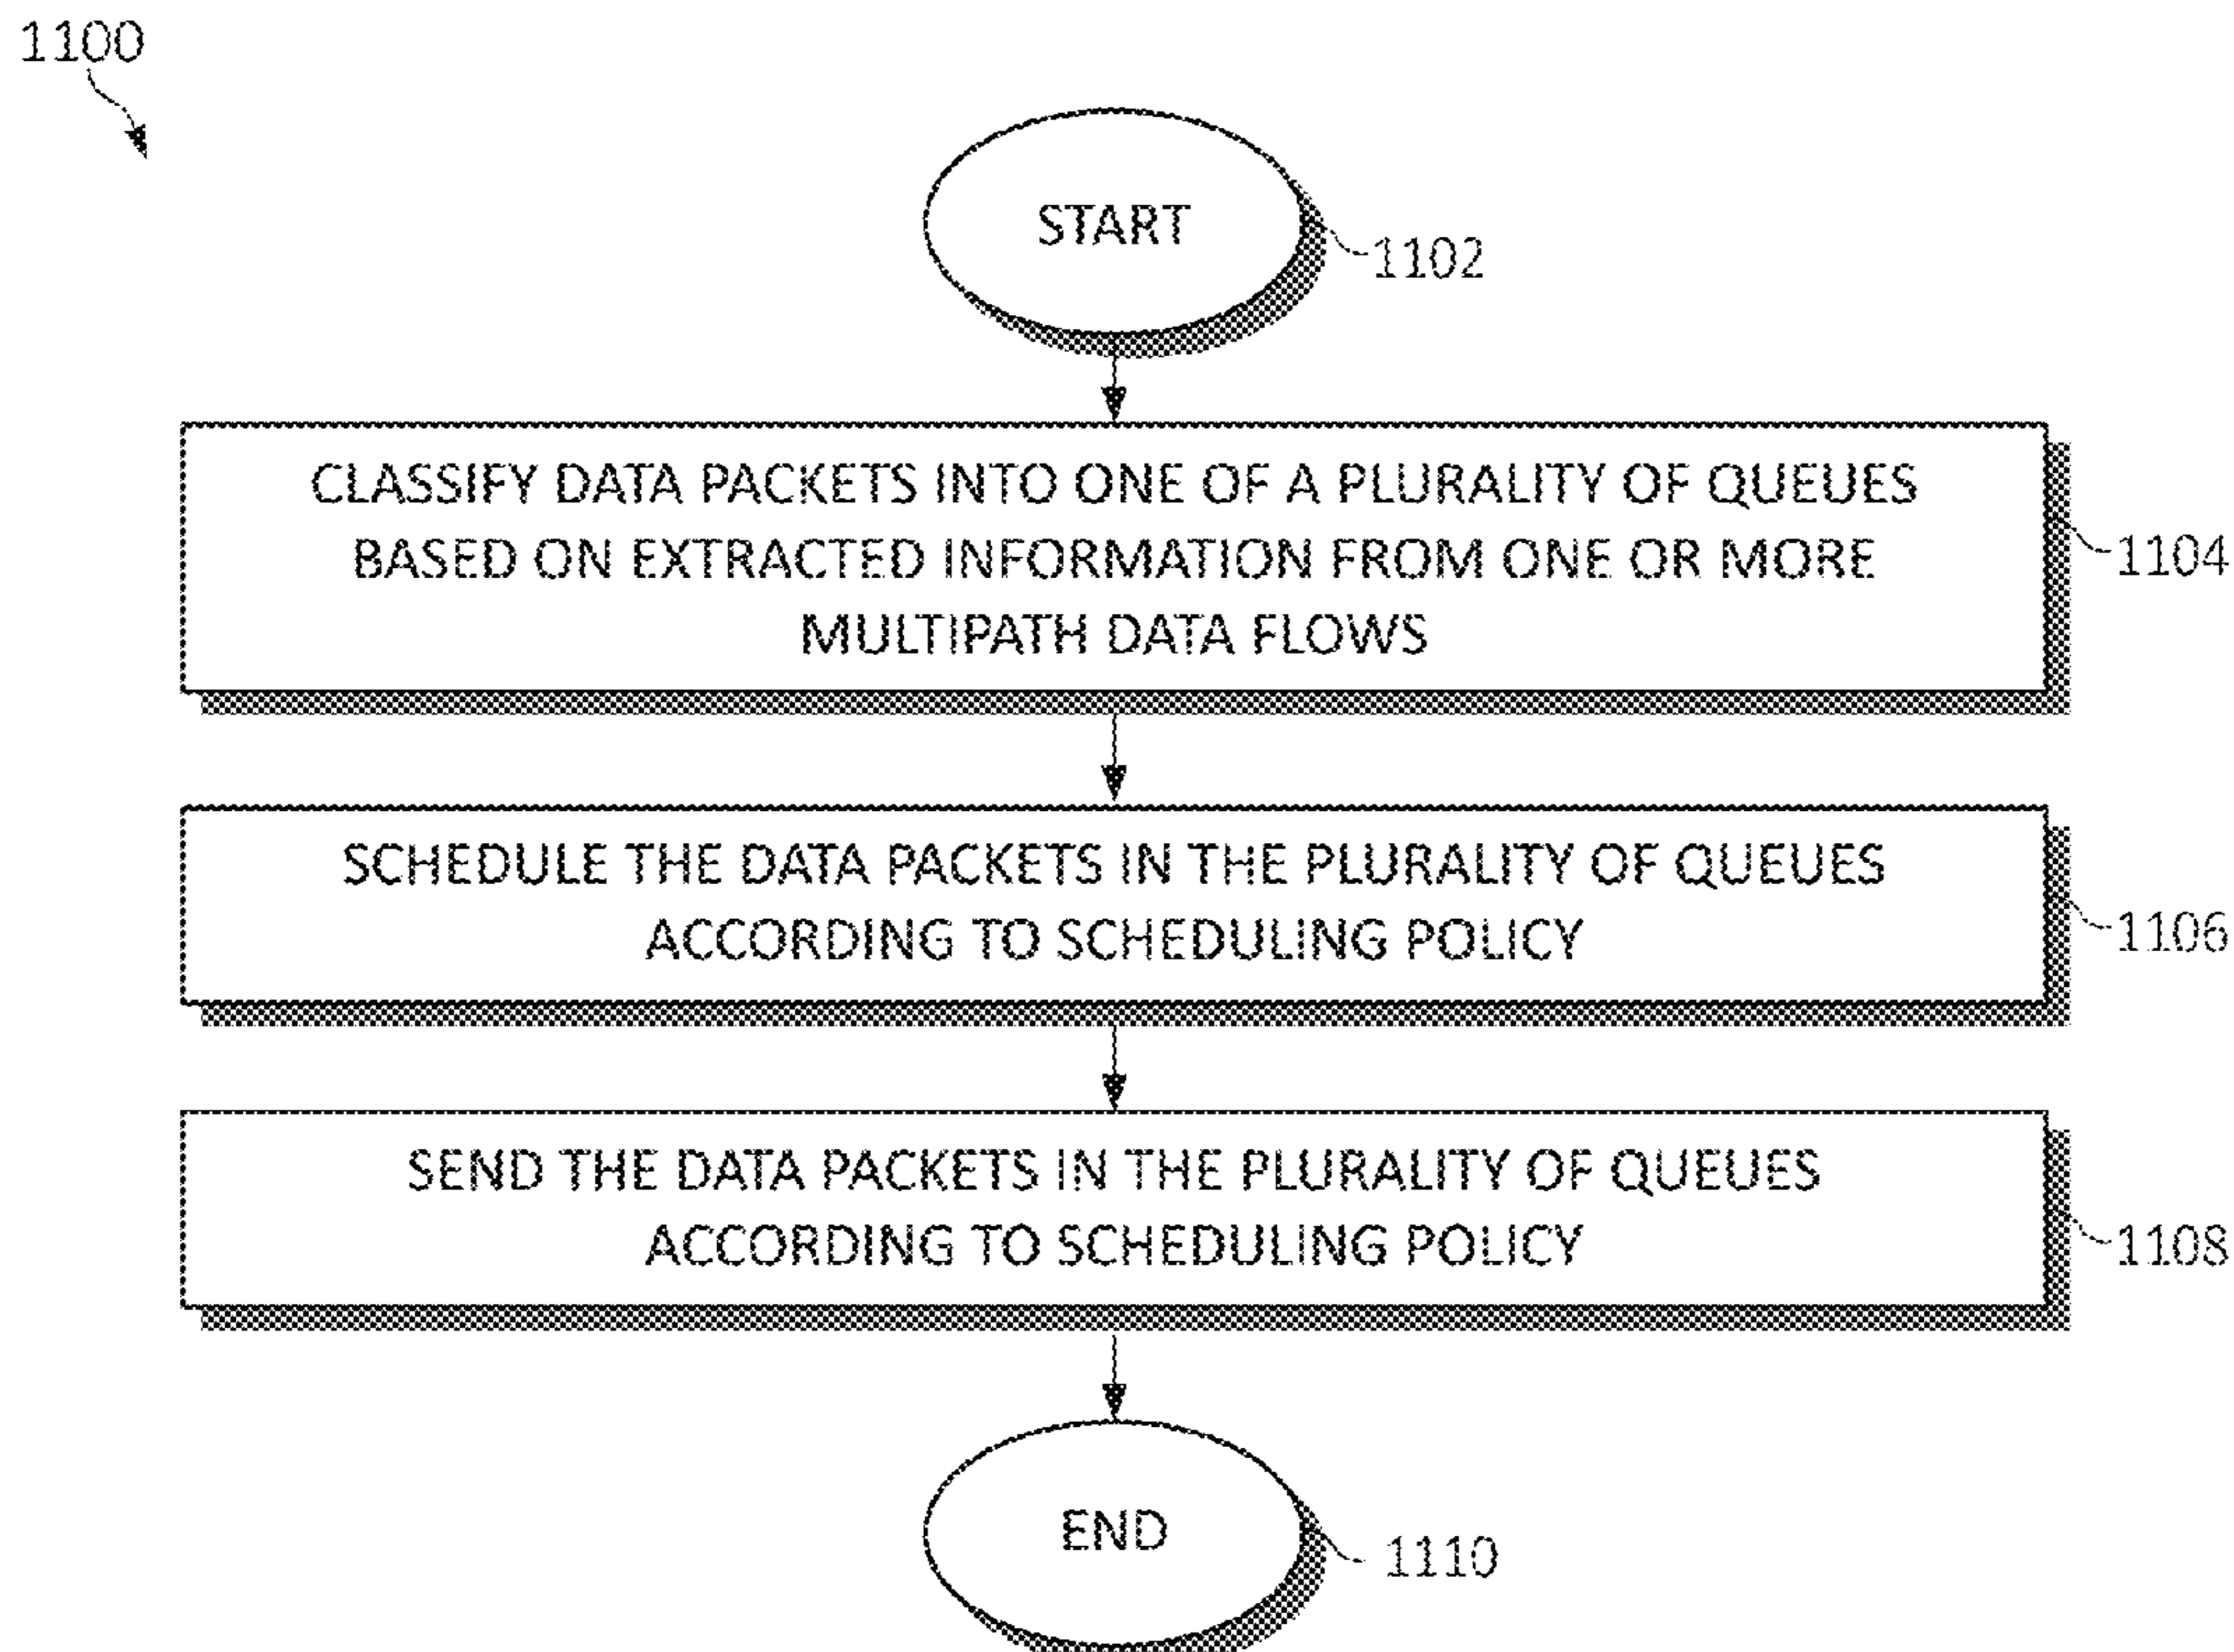 1100
START
1102
CLASSIFY DATA PACKETS INTO ONE OF A PLURALITY OF QUEUES
BASED ON EXTRACTED INFORMATION FROM ONE OR MORE
MULTIPATH DATA FLOWS
1104
SCHEDULE THE DATA PACKETS IN THE PLURALITY OF QUEUES
ACCORDING TO SCHEDULING POLICY
1106
SEND THE DATA PACKETS IN THE PLURALITY OF QUEUES
ACCORDING TO SCHEDULING POLICY
1108
END
1110